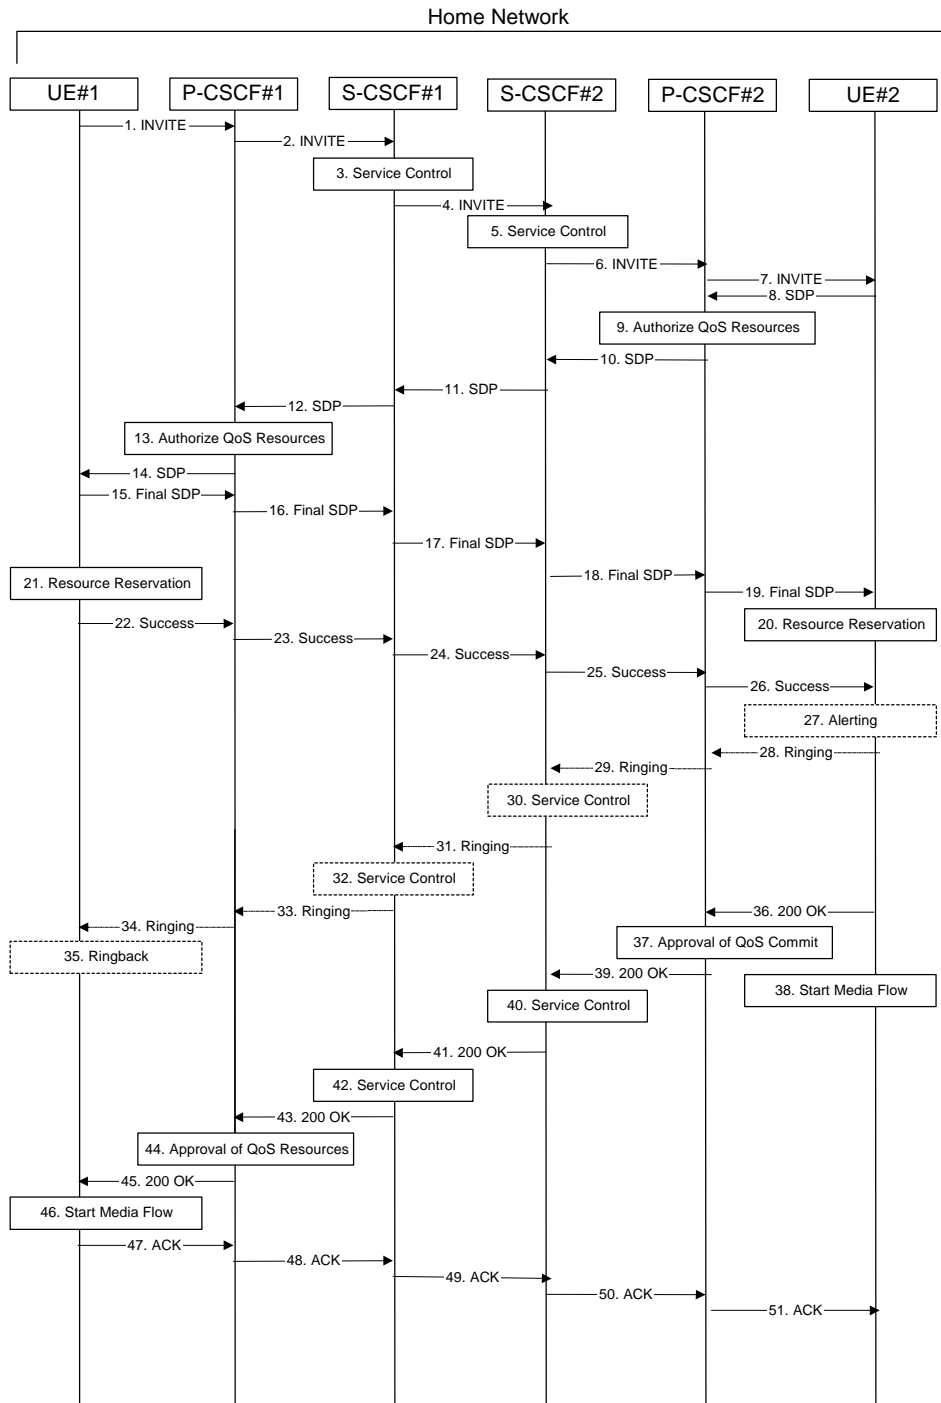 Home Network
UE#1
P-CSCF#1
S-CSCF#1
S-CSCF#2
P-CSCF#2
UE#2
1. INVITE
2. INVITE
3. Service Control
4. INVITE
5. Service Control
6. INVITE
7. INVITE
8. SDP
9. Authorize QoS Resources
10. SDP
11. SDP
12. SDP
13. Authorize QoS Resources
14. SDP
15. Final SDP
16. Final SDP
17. Final SDP
18. Final SDP
19. Final SDP
21. Resource Reservation
20. Resource Reservation
22. Success
23. Success
24. Success
25. Success
26. Success
27. Alerting
28. Ringing
29. Ringing
30. Service Control
31. Ringing
32. Service Control
33. Ringing
34. Ringing
35. Ringback
36. 200 OK
37. Approval of QoS Commit
39. 200 OK
38. Start Media Flow
40. Service Control
41. 200 OK
42. Service Control
43. 200 OK
44. Approval of QoS Resources
45. 200 OK
46. Start Media Flow
47. ACK
48. ACK
49. ACK
50. ACK
51. ACK